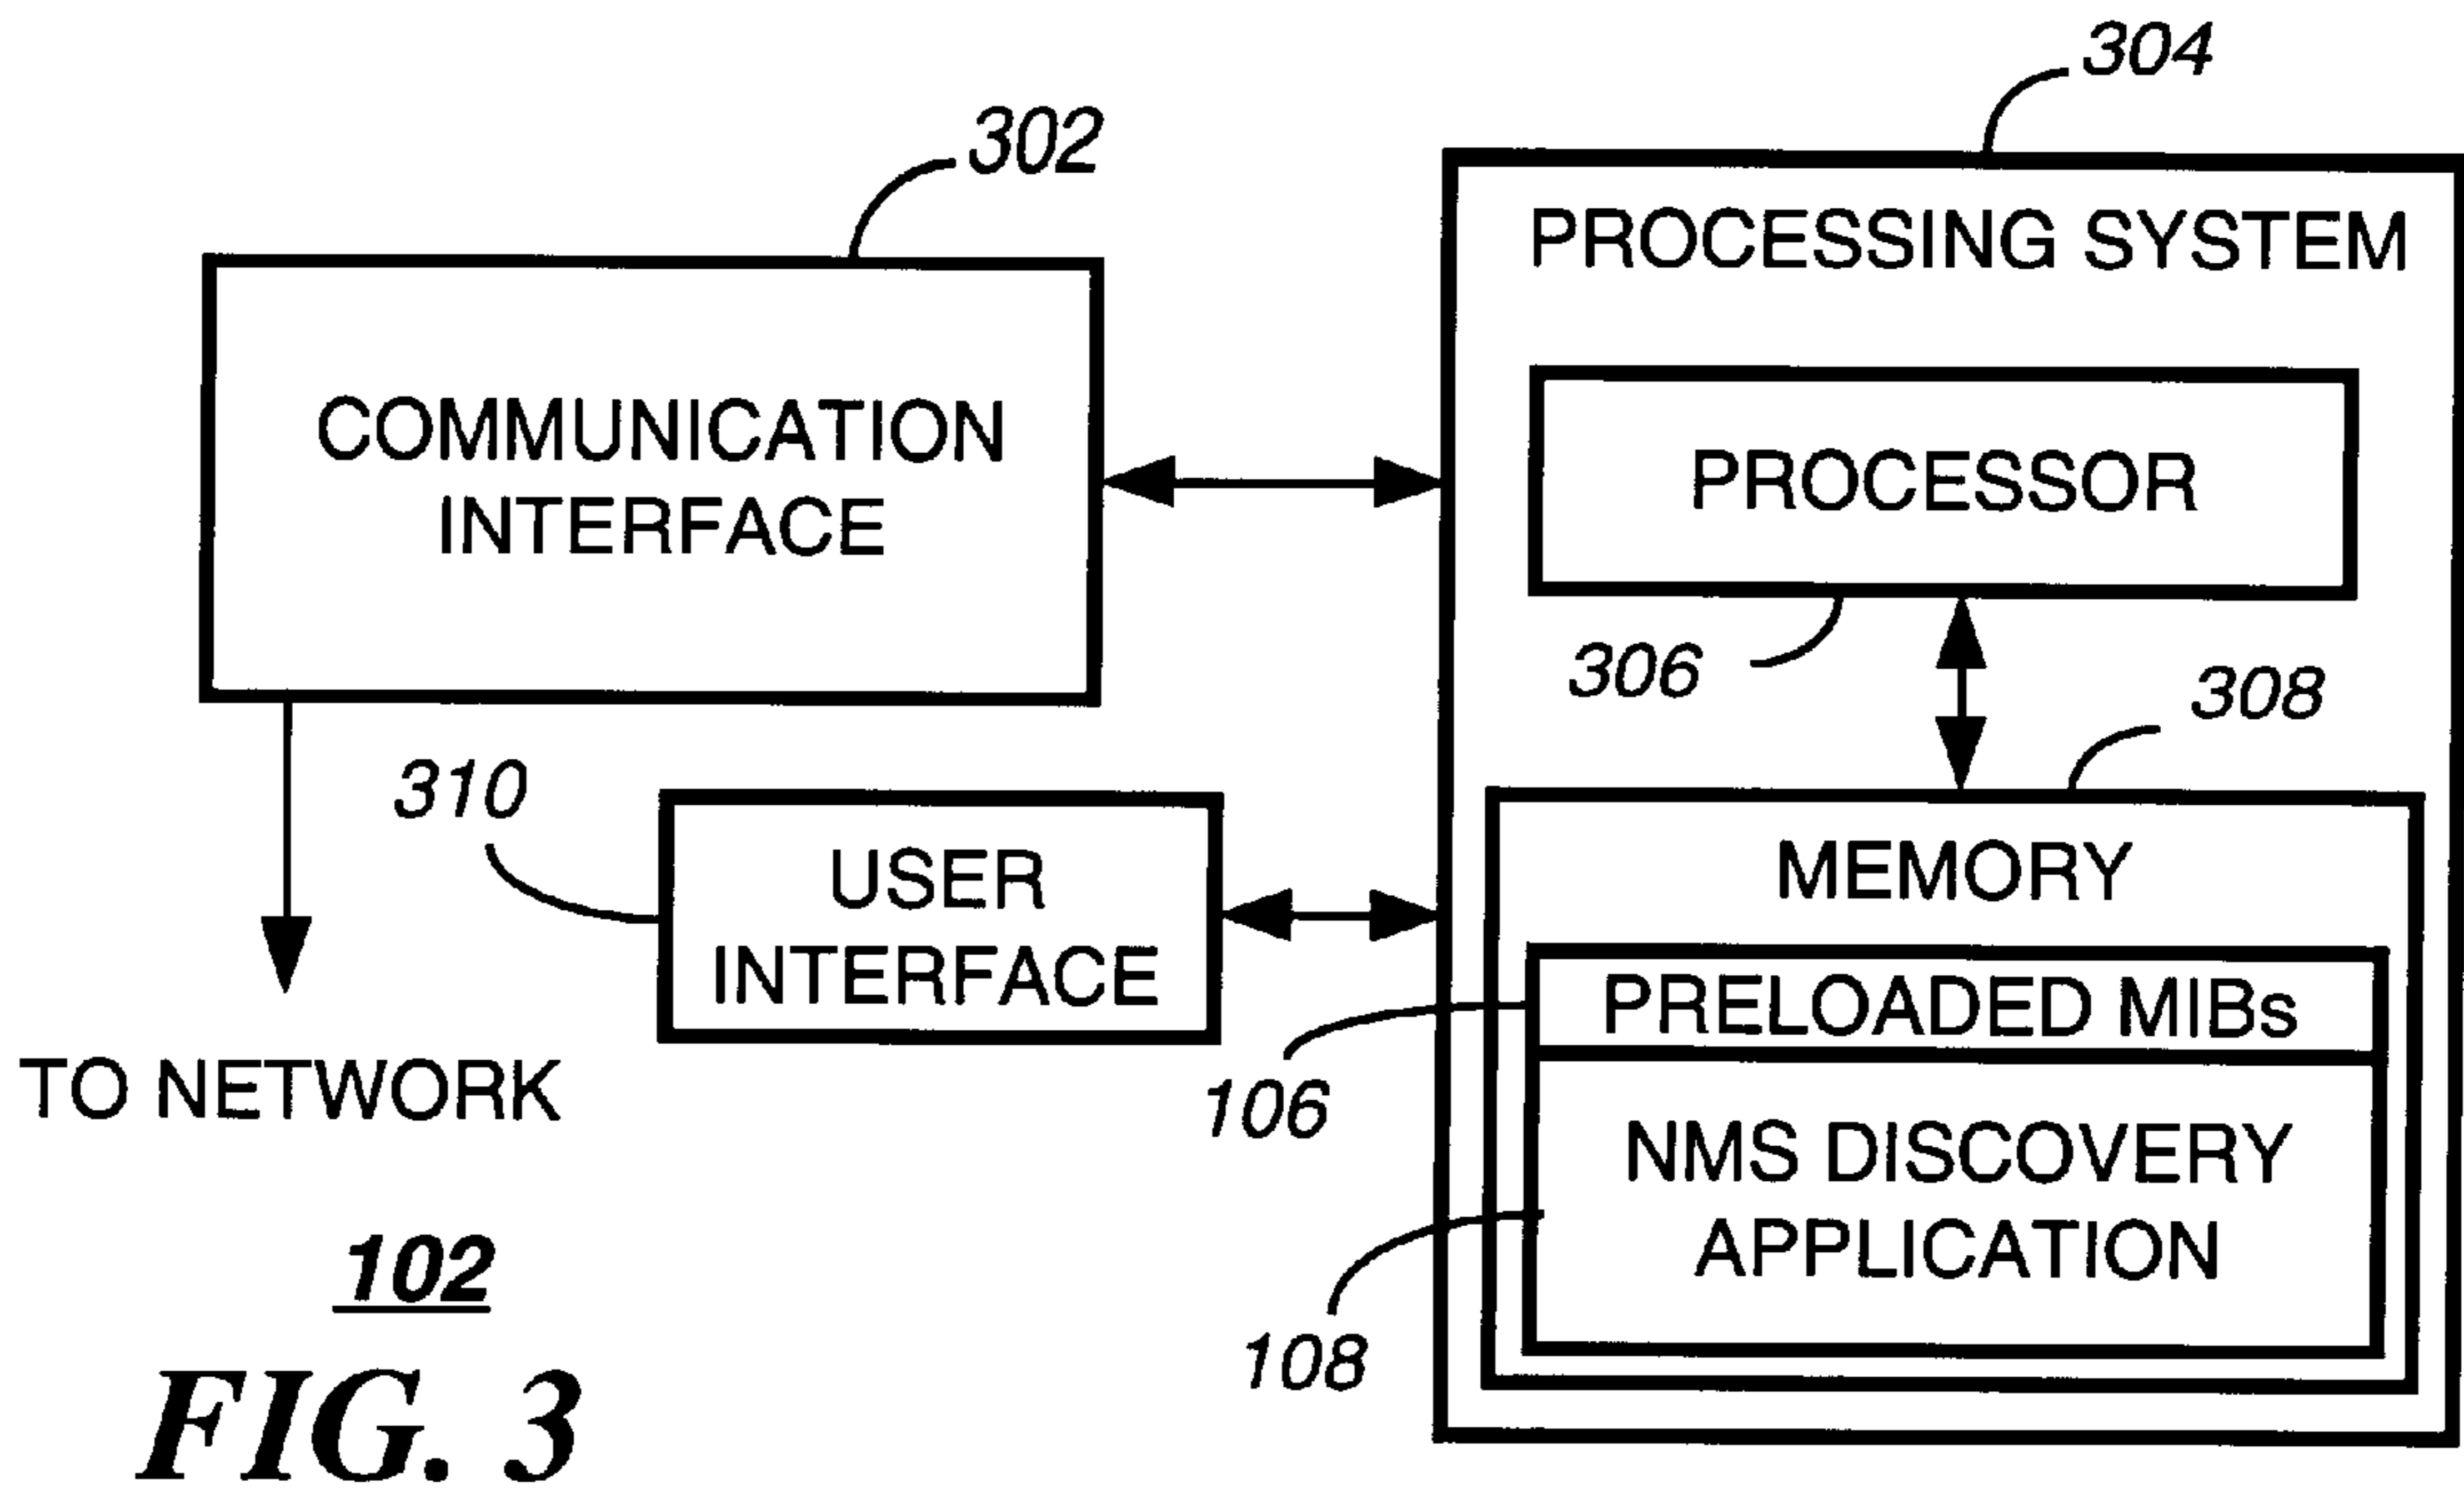 304
302
PROCESSING SYSTEM
COMMUNICATION
INTERFACE
PROCESSOR
306
308
310
USER
INTERFACE
MEMORY
PRELOADED MIBs
TO NETWORK
106
NMS DISCOVERY
APPLICATION
102
108
FIG. 3